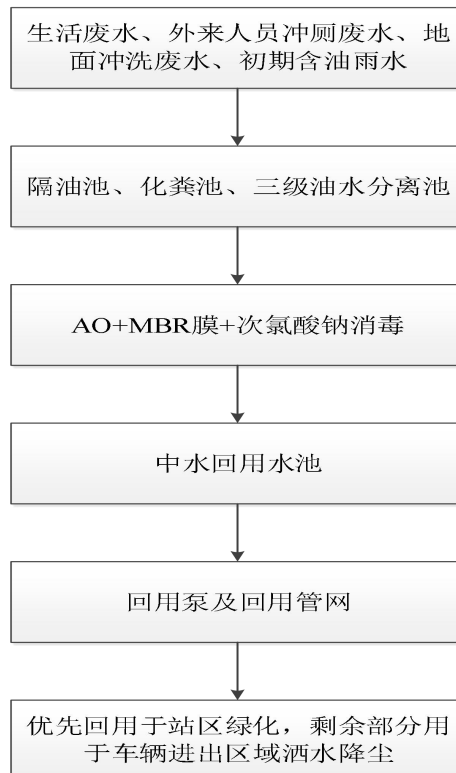 生活废水、外来人员冲厕废水、地
面冲洗废水、初期含油雨水
隔油池、化粪池、三级油水分离池
AO+MBR膜+次氯酸钠消毒
中水回用水池
回用泵及回用管网
优先回用于站区绿化，剩余部分用
于车辆进出区域洒水降尘